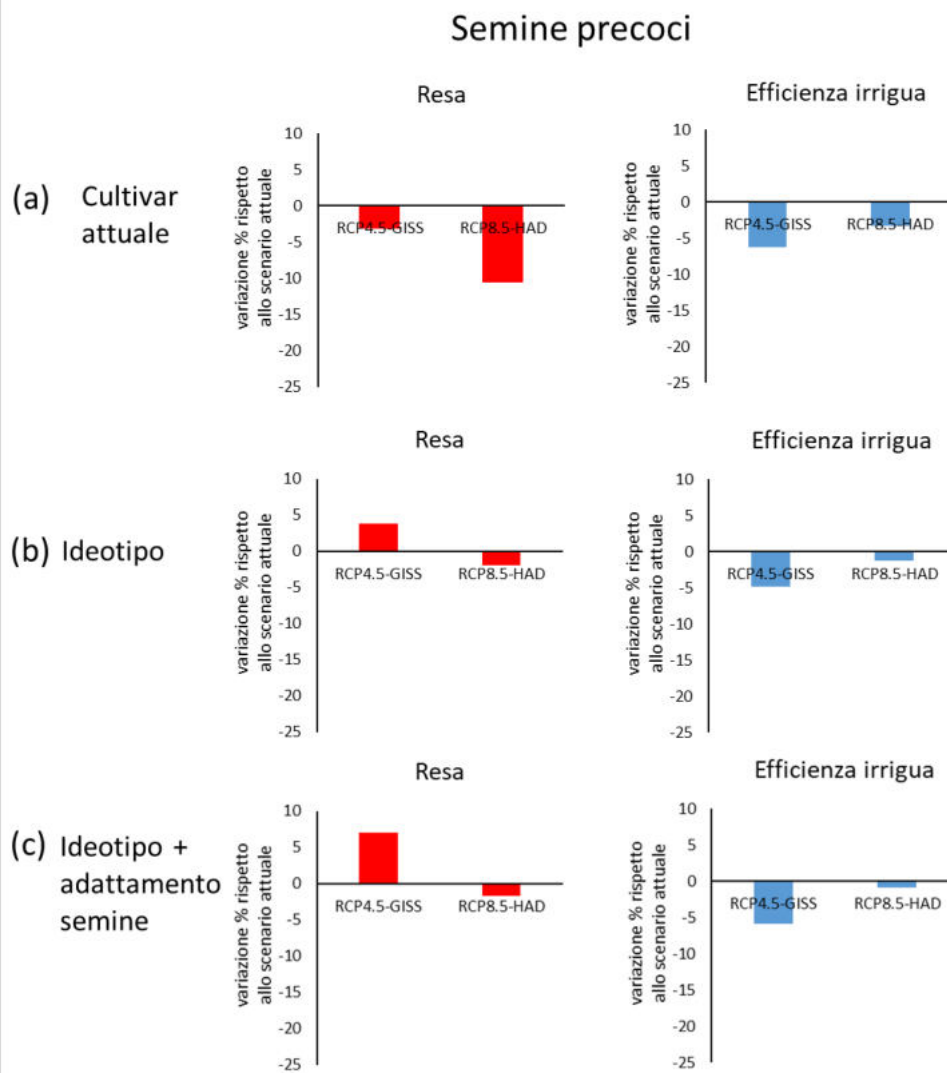 Semine precoci
Resa
Efficienza irrigua
(a) Cultivar
attuale
variazione % rispetto
allo scenario attuale
10
5
0
-5
-10
-15
-20
-25
RCP4.5-GISS
RCP8.5-HAD
variazione % rispetto
allo scenario attuale
10
5
0
-5
-10
-15
-20
-25
RCP4.5-GISS
RCP8.5-HAD
Resa
Efficienza irrigua
(b) Ideotipo
variazione % rispetto
allo scenario attuale
10
5
0
-5
-10
-15
-20
-25
RCP4.5-GISS
RCP8.5-HAD
variazione % rispetto
allo scenario attuale
10
5
0
-5
-10
-15
-20
-25
RCP4.5-GISS
RCP8.5-HAD
Resa
Efficienza irrigua
(c) Ideotipo +
adattamento
semine
variazione % rispetto
allo scenario attuale
10
5
0
-5
-10
-15
-20
-25
RCP4.5-GISS
RCP8.5-HAD
variazione % rispetto
allo scenario attuale
10
5
0
-5
-10
-15
-20
-25
RCP4.5-GISS
RCP8.5-HAD